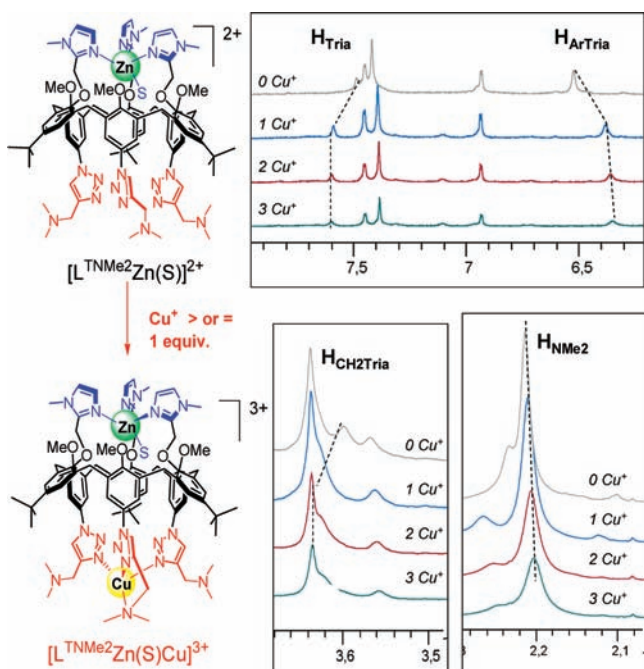 2+
N
N
N
N
N
N
Zn
S
MeO
MeO
OMe
O
O
O
N
N
N
N
N
N
N
N
N
N
N
N
[L^TNMe2Zn(S)]^2+
Cu⁺ > or =
1 equiv.
3+
N
N
N
N
N
N
Zn
S
MeO
MeO
OMe
O
O
O
N
N
N
N
N
N
N
N
N
N
N
N
Cu
[L^TNMe2Zn(S)Cu]^3+
H_Tria
H_ArTria
0 Cu⁺
1 Cu⁺
2 Cu⁺
3 Cu⁺
7,5
7
6,5
H_CH2Tria
0 Cu⁺
1 Cu⁺
2 Cu⁺
3 Cu⁺
3,6
3,5
H_NMe2
0 Cu⁺
1 Cu⁺
2 Cu⁺
3 Cu⁺
2,2
2,1